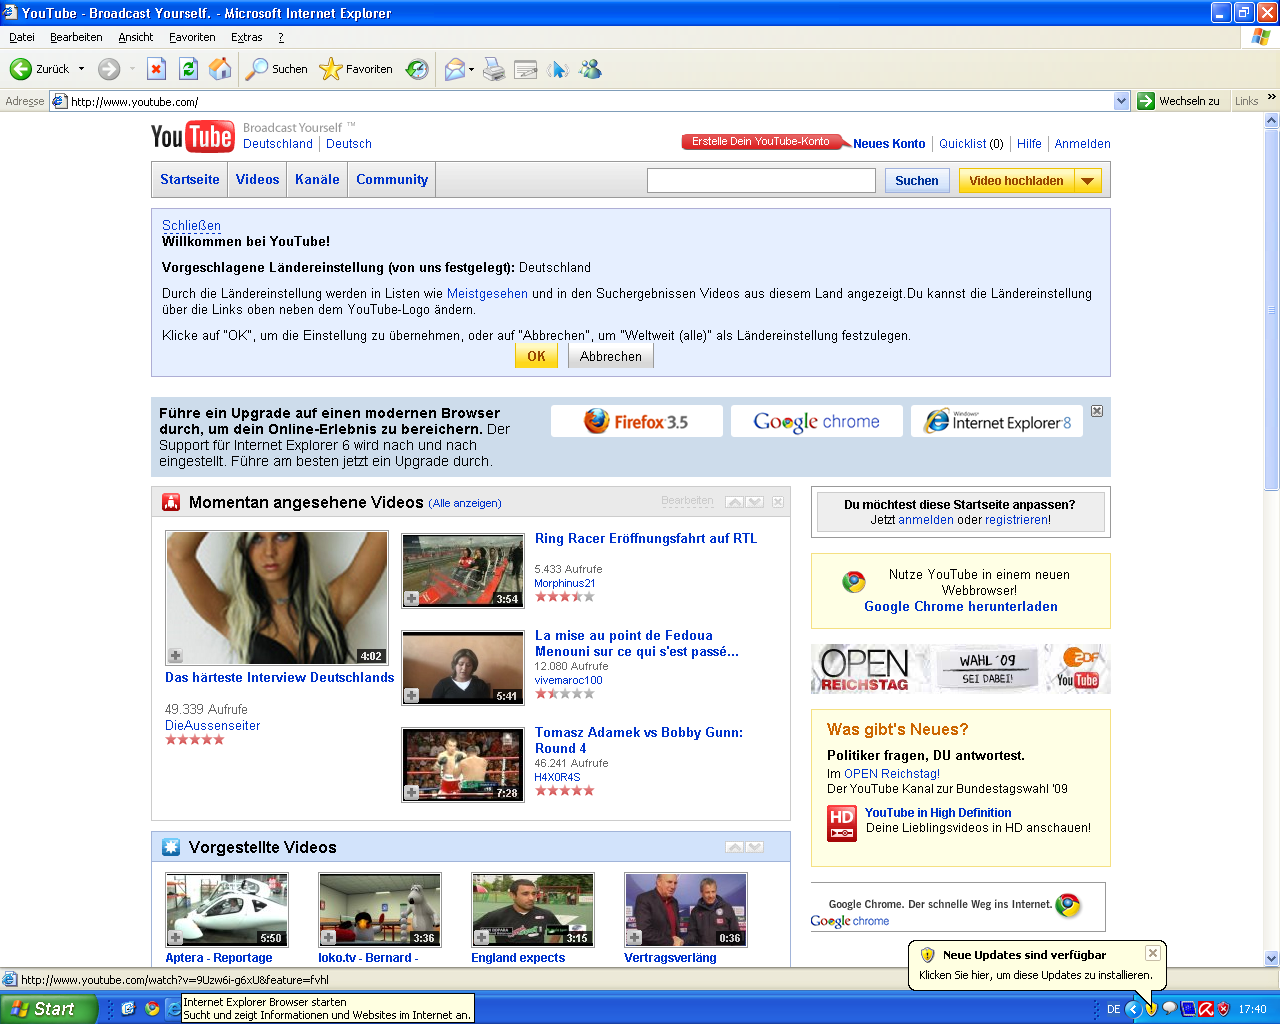 YouTube - Broadcast Yourself. - Microsoft Internet Explorer
Datei Bearbeiten Ansicht Favoriten Extras ?
Zurück Suchen Favoriten
Adresse http://www.youtube.com/ Wechseln zu Links »
YouTube Broadcast Yourself ™
Deutschland Deutsch
Erstelle Dein YouTube-Konto Neues Konto Quicklist (0) Hilfe Anmelden
Startseite Videos Kanäle Community Suchen Video hochladen
Schließen
Willkommen bei YouTube!
Vorgeschlagene Ländereinstellung (von uns festgelegt): Deutschland
Durch die Ländereinstellung werden in Listen wie Meistgesehen und in den Suchergebnissen Videos aus diesem Land angezeigt.Du kannst die Ländereinstellung
über die Links oben neben dem YouTube-Logo ändern.
Klicke auf "OK", um die Einstellung zu übernehmen, oder auf "Abbrechen", um "Weltweit (alle)" als Ländereinstellung festzulegen.
OK Abbrechen
Führe ein Upgrade auf einen modernen Browser
durch, um dein Online-Erlebnis zu bereichern. Der
Support für Internet Explorer 6 wird nach und nach
eingestellt. Führe am besten jetzt ein Upgrade durch.
Firefox 3.5
Google chrome
Windows
Internet Explorer 8
Momentan angesehene Videos (Alle anzeigen) Bearbeiten
4:02
Das härteste Interview Deutschlands
49.339 Aufrufe
DieAussenseiter
3:54
Ring Racer Eröffnungsfahrt auf RTL
5.433 Aufrufe
Morphinus21
5:41
La mise au point de Fedoua
Menouni sur ce qui s'est passé...
12.080 Aufrufe
vivemaroc100
7:28
Tomasz Adamek vs Bobby Gunn:
Round 4
46.241 Aufrufe
H4X0R4S
Du möchtest diese Startseite anpassen?
Jetzt anmelden oder registrieren!
Nutze YouTube in einem neuen
Webbrowser!
Google Chrome herunterladen
OPEN
REICHSTAG
WAHL '09
SEI DABEI!
ZDF
YouTube
Was gibt's Neues?
Politiker fragen, DU antwortest.
Im OPEN Reichstag!
Der YouTube Kanal zur Bundestagswahl '09
HD
YouTube in High Definition
Deine Lieblingsvideos in HD anschauen!
Google Chrome. Der schnelle Weg ins Internet.
Google chrome
Vorgestellte Videos
5:50 3:36 3:15 0:36
Aptera - Reportage loko.tv - Bernard - England expects Vertragsverläng
Neue Updates sind verfügbar
Klicken Sie hier, um diese Updates zu installieren.
http://www.youtube.com/watch?v=9Uzw6i-g6xU&feature=fvhl
Start
Internet Explorer Browser starten
Sucht und zeigt Informationen und Websites im Internet an.
DE 17:40